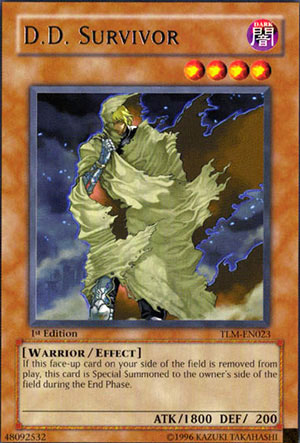 D.D. SURVIVOR
DARK
闇
1st Edition
TLM-EN023
[WARRIOR / EFFECT]
If this face-up card on your side of the field is removed from
play, this card is Special Summoned to the owner's side of the
field during the End Phase.
ATK/1800 DEF/ 200
48092532
©1996 KAZUKI TAKAHASHI